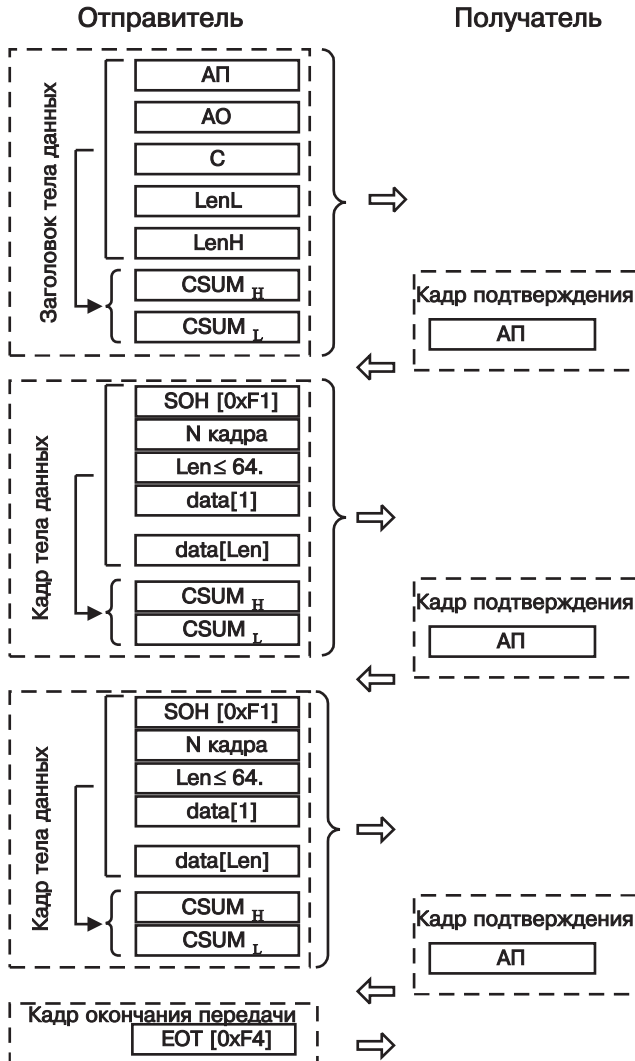 Отправитель
Получатель
Заголовок тела данных
АП
АО
С
LenL
LenH
CSUM H
CSUM L
Кадр подтверждения
АП
Кадр тела данных
SOH [0xF1]
N кадра
Len ≤ 64.
data[1]
data[Len]
CSUM H
CSUM L
Кадр подтверждения
АП
Кадр тела данных
SOH [0xF1]
N кадра
Len ≤ 64.
data[1]
data[Len]
CSUM H
CSUM L
Кадр подтверждения
АП
Кадр окончания передачи
EOT [0xF4]